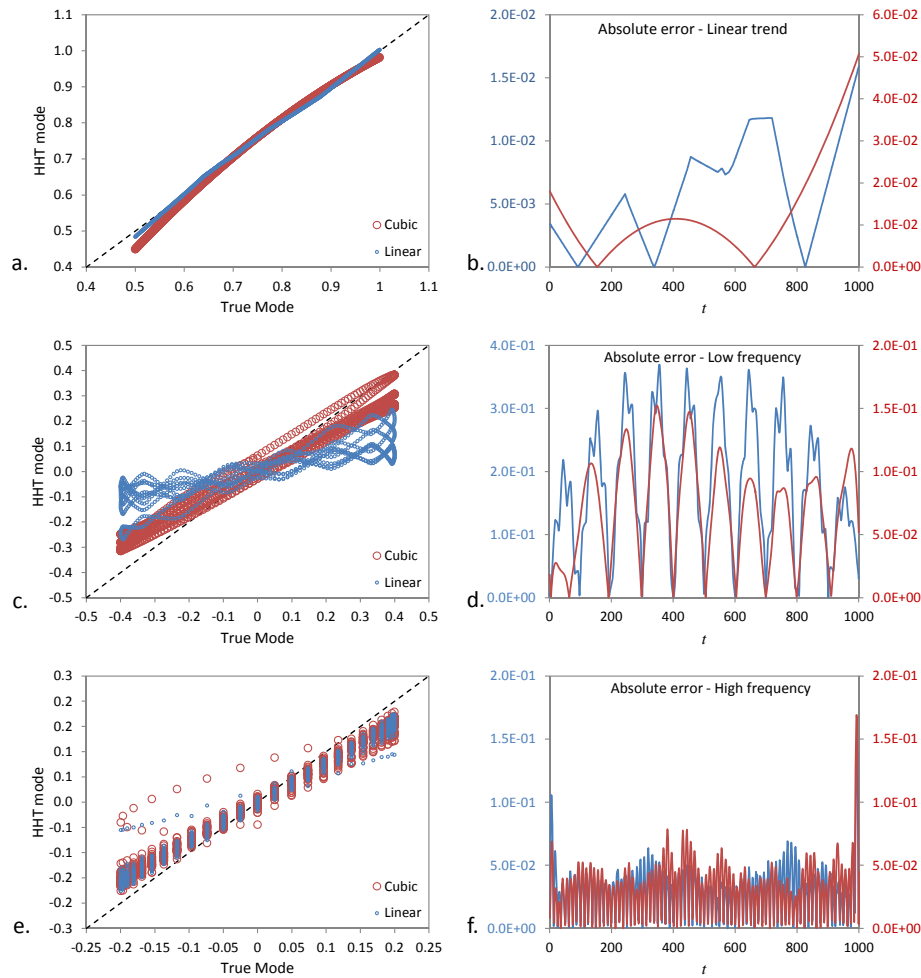 1.1
1.0
0.9
0.8
0.7
0.6
0.5
0.4
HHT mode
Cubic
Linear
a.
0.4 0.5 0.6 0.7 0.8 0.9 1 1.1
True Mode
Absolute error - Linear trend
2.0E-02
1.5E-02
1.0E-02
5.0E-03
0.0E+00
6.0E-02
5.0E-02
4.0E-02
3.0E-02
2.0E-02
1.0E-02
0.0E+00
b.
0 200 400 600 800 1000
t
0.5
0.4
0.3
0.2
0.1
0.0
-0.1
-0.2
-0.3
-0.4
-0.5
HHT mode
Cubic
Linear
c.
-0.5 -0.4 -0.3 -0.2 -0.1 0 0.1 0.2 0.3 0.4 0.5
True Mode
Absolute error - Low frequency
4.0E-01
3.0E-01
2.0E-01
1.0E-01
0.0E+00
2.0E-01
1.5E-01
1.0E-01
5.0E-02
0.0E+00
d.
0 200 400 600 800 1000
t
0.3
0.2
0.2
0.1
0.1
0.0
-0.1
-0.1
-0.2
-0.2
-0.3
HHT mode
Cubic
Linear
e.
-0.25 -0.2 -0.15 -0.1 -0.05 0 0.05 0.1 0.15 0.2 0.25
True Mode
Absolute error - High frequency
2.0E-01
1.5E-01
1.0E-01
5.0E-02
0.0E+00
2.0E-01
1.5E-01
1.0E-01
5.0E-02
0.0E+00
f.
0 200 400 600 800 1000
t